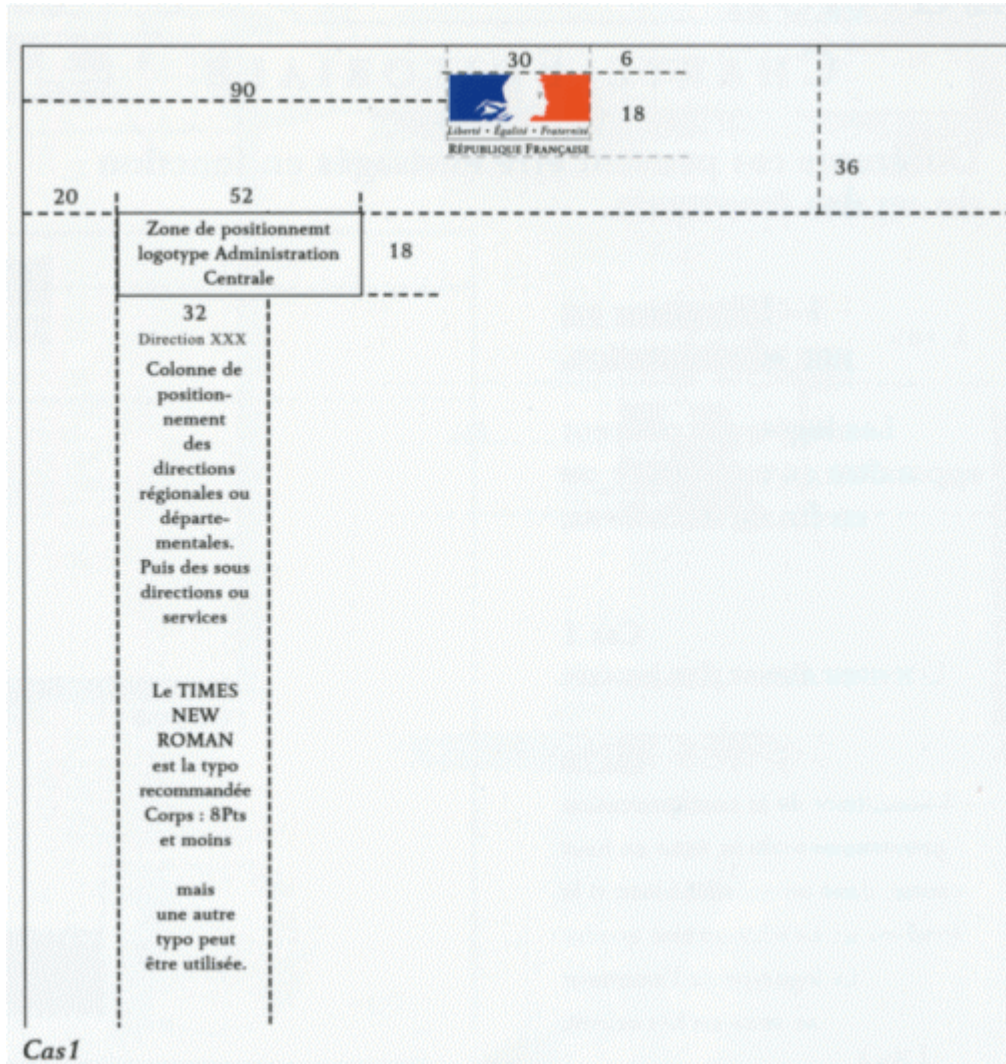 30
6
90
Liberté • Égalité • Fraternité
RÉPUBLIQUE FRANÇAISE
18
36
20
52
Zone de positionnemt
logotype Administration
Centrale
18
32
Direction XXX
Colonne de
position-
nement
des
directions
régionales ou
départe-
mentales.
Puis des sous
directions ou
services
Le TIMES
NEW
ROMAN
est la typo
recommandée
Corps : 8Pts
et moins
mais
une autre
typo peut
être utilisée.
Cas1